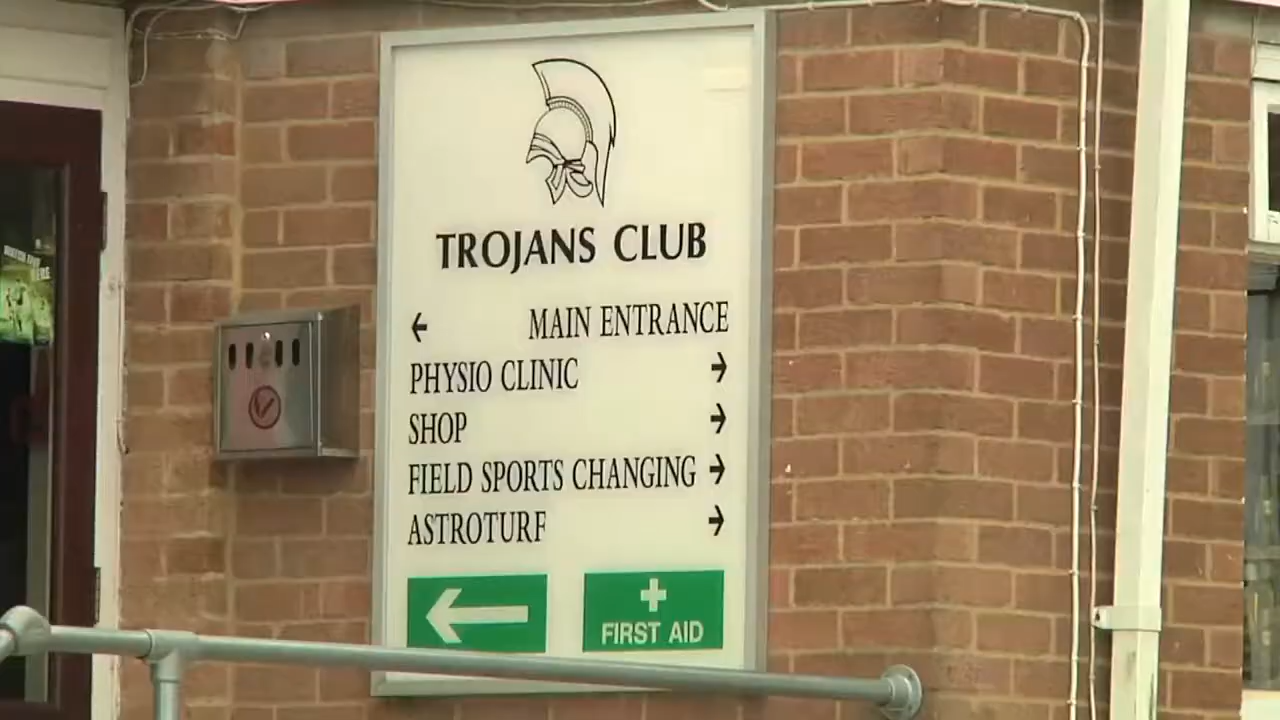 TROJANS CLUB
← MAIN ENTRANCE
PHYSIO CLINIC →
SHOP →
FIELD SPORTS CHANGING →
ASTROTURF →
FIRST AID